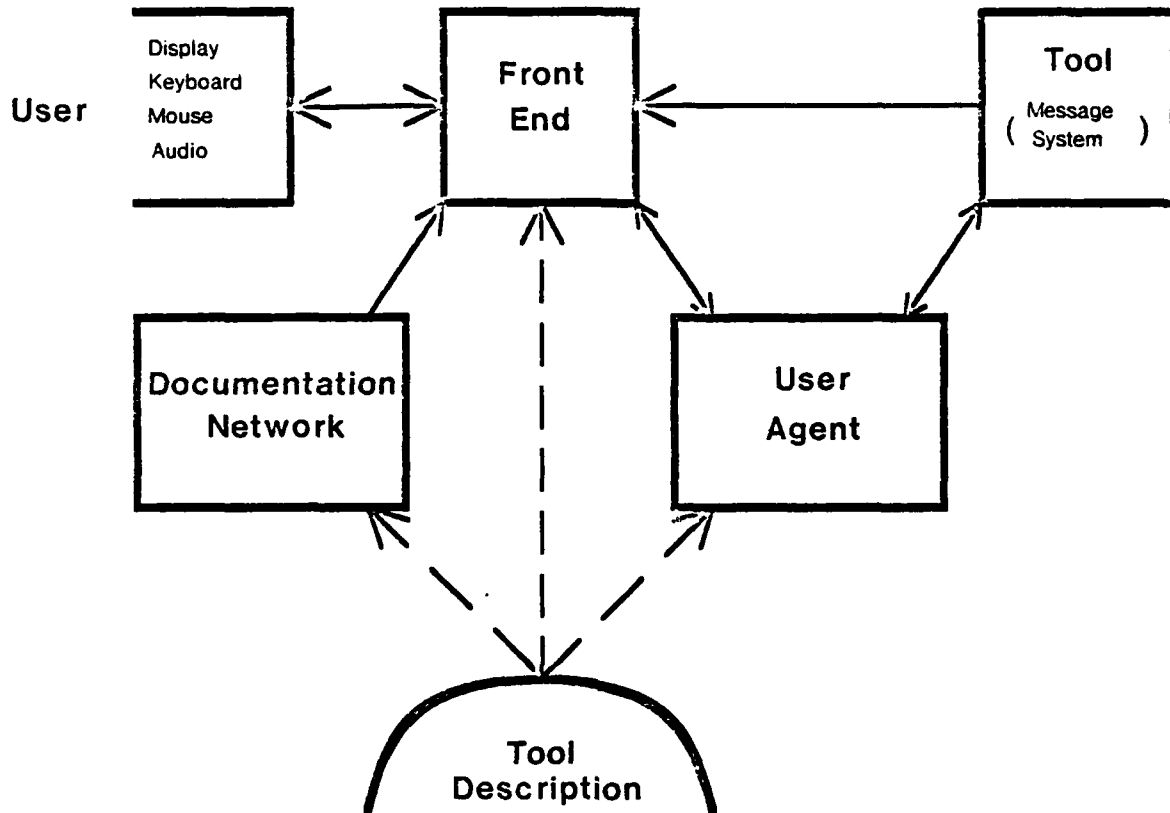 User
Display
Keyboard
Mouse
Audio
Front
End
Tool
( Message
System )
Documentation
Network
User
Agent
Tool
Description